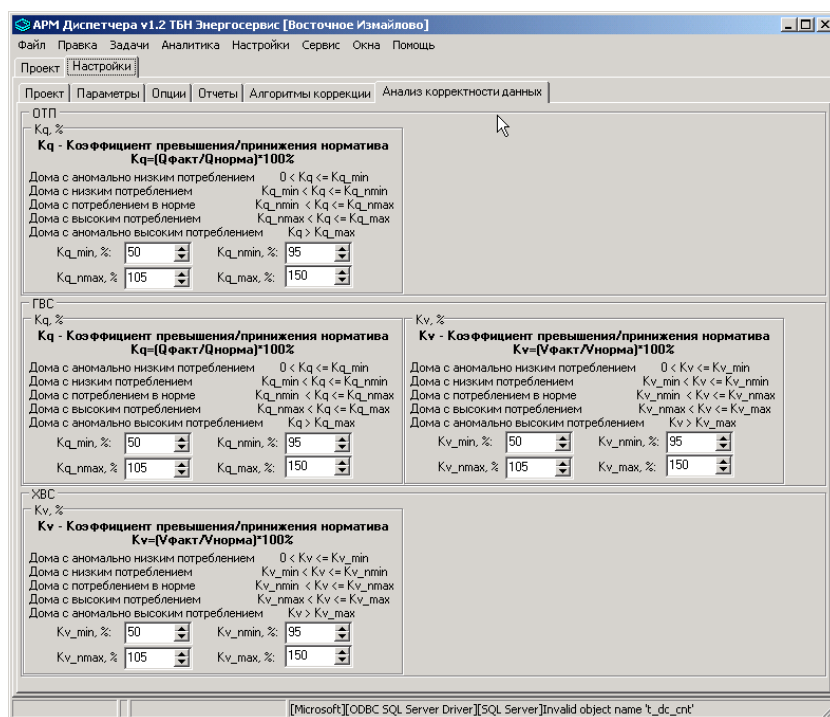 АРМ Диспетчера v1.2 ТБН Энергосервис [Восточное Измайлово]
Файл Правка Задачи Аналитика Настройки Сервис Окна Помощь
Проект Настройки
Проект Параметры Опции Отчеты Алгоритмы коррекции Анализ корректности данных
ОТП
Kq, %
Kq - Коэффициент превышения/принижения норматива
Kq=(Qфакт/Qнорма)*100%
Дома с аномально низким потреблением 0 < Kq <= Kq_min
Дома с низким потреблением Kq_min < Kq <= Kq_nmin
Дома с потреблением в норме Kq_nmin < Kq <= Kq_nmax
Дома с высоким потреблением Kq_nmax < Kq <= Kq_max
Дома с аномально высоким потреблением Kq > Kq_max
Kq_min, %: 50 Kq_nmin, %: 95
Kq_nmax, % 105 Kq_max, %: 150
ГВС
Kq, %
Kq - Коэффициент превышения/принижения норматива
Kq=(Qфакт/Qнорма)*100%
Дома с аномально низким потреблением 0 < Kq <= Kq_min
Дома с низким потреблением Kq_min < Kq <= Kq_nmin
Дома с потреблением в норме Kq_nmin < Kq <= Kq_nmax
Дома с высоким потреблением Kq_nmax < Kq <= Kq_max
Дома с аномально высоким потреблением Kq > Kq_max
Kq_min, %: 50 Kq_nmin, %: 95
Kq_nmax, % 105 Kq_max, %: 150
Kv, %
Kv - Коэффициент превышения/принижения норматива
Kv=(Vфакт/Vнорма)*100%
Дома с аномально низким потреблением 0 < Kv <= Kv_min
Дома с низким потреблением Kv_min < Kv <= Kv_nmin
Дома с потреблением в норме Kv_nmin < Kv <= Kv_nmax
Дома с высоким потреблением Kv_nmax < Kv <= Kv_max
Дома с аномально высоким потреблением Kv > Kv_max
Kv_min, %: 50 Kv_nmin, %: 95
Kv_nmax, % 105 Kv_max, %: 150
ХВС
Kv, %
Kv - Коэффициент превышения/принижения норматива
Kv=(Vфакт/Vнорма)*100%
Дома с аномально низким потреблением 0 < Kv <= Kv_min
Дома с низким потреблением Kv_min < Kv <= Kv_nmin
Дома с потреблением в норме Kv_nmin < Kv <= Kv_nmax
Дома с высоким потреблением Kv_nmax < Kv <= Kv_max
Дома с аномально высоким потреблением Kv > Kv_max
Kv_min, %: 50 Kv_nmin, %: 95
Kv_nmax, % 105 Kv_max, %: 150
[Microsoft][ODBC SQL Server Driver][SQL Server]Invalid object name 't_dc_cnt'